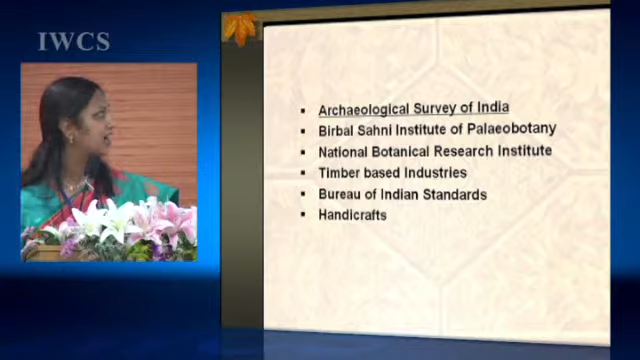 IWCS
Archaeological Survey of India
Birbal Sahni Institute of Palaeobotany
National Botanical Research Institute
Timber based Industries
Bureau of Indian Standards
Handicrafts